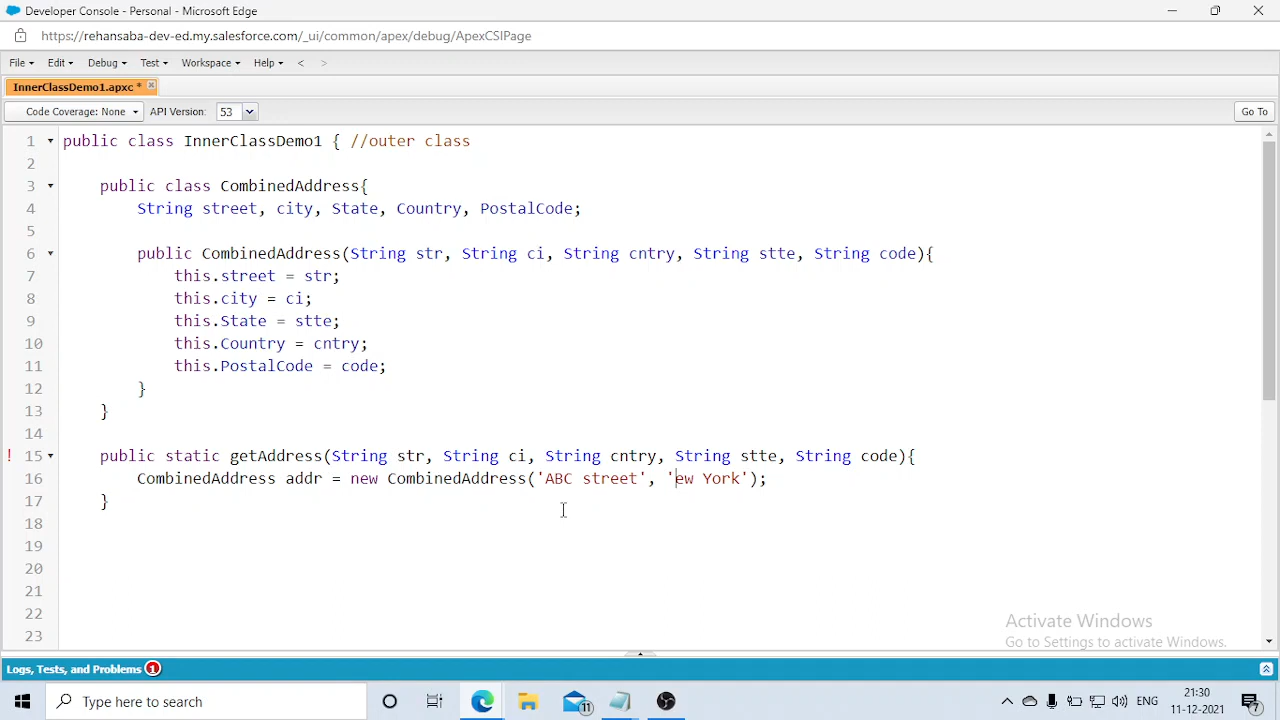 Developer Console - Personal - Microsoft Edge
https://rehansaba-dev-ed.my.salesforce.com/_ui/common/apex/debug/ApexCSIPage
File Edit Debug Test Workspace Help < >
InnerClassDemo1.apxc *
Code Coverage: None API Version: 53 Go To
1 public class InnerClassDemo1 { //outer class
2
3 public class CombinedAddress{
4 String street, city, State, Country, PostalCode;
5
6 public CombinedAddress(String str, String ci, String cntry, String stte, String code){
7 this.street = str;
8 this.city = ci;
9 this.State = stte;
10 this.Country = cntry;
11 this.PostalCode = code;
12 }
13 }
14
! 15 public static getAddress(String str, String ci, String cntry, String stte, String code){
16 CombinedAddress addr = new CombinedAddress('ABC street', 'ew York');
17 }
18
19
20
21
22
23
Activate Windows
Go to Settings to activate Windows.
Logs, Tests, and Problems 1
Type here to search
11
ENG
21:30
11-12-2021
7